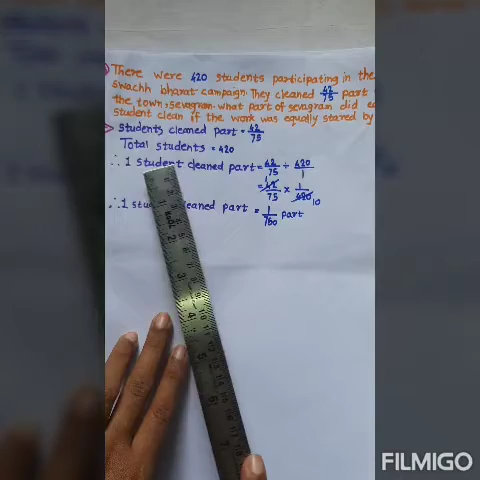 There were 420 students participating in the
swachh bharat campaign. They cleaned 42/75 part
the town, sevagram. what part of sevagram did
student clean if the work was equally stared by
students cleaned part = 42/75
Total students = 420
∴ 1 student cleaned part = 42/75 ÷ 420/1
= 42/75 × 1/420 10
∴ 1 cleaned part = 1/750 part
FILMIGO